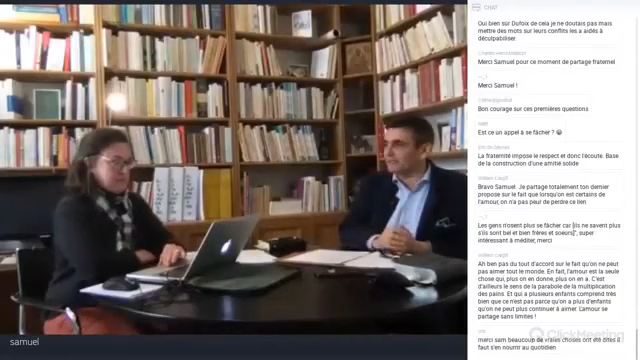 CHAT
Oui bien sûr Dufoix de cela je ne doutais pas mais
mettre des mots sur leurs conflits les a aidés à
déculpabiliser
Merci Samuel pour ce moment de partage fraternel
Merci Samuel !
Bon courage sur ces premières questions
Est ce un appel à se fâcher ? 😀
La fraternité impose le respect et donc l'écoute. Base
de la construction d'une amitié solide
Bravo Samuel. Je partage totalement ton dernier
propose sur le fait que lorsqu'on est certains de
l'amour, on n'a pas peur de perdre ce lien
Les gens n'osent plus se fâcher car [ils ne savent plus
s'ils sont bel et bien frères et soeurs]", super
intéressant à méditer, merci
Ah ben pas du tout d'accord sur le fait qu'on ne peut
pas aimer tout le monde. En fait, l'amour est la seule
chose qui, plus on en donne, plus on en a. C'est
d'ailleurs le sens de la parabole de la multiplication
des pains. Et qui a plusieurs enfants comprend très
bien que ce n'est pas parce qu'on a plus d'enfants
qu'on ne peut plus continuer à aimer. L'amour se
partage sans limites !
merci sam beaucoup de vraies choses ont été dites il
faut s'en nourrir au quotidien
ClickMeeting
samuel